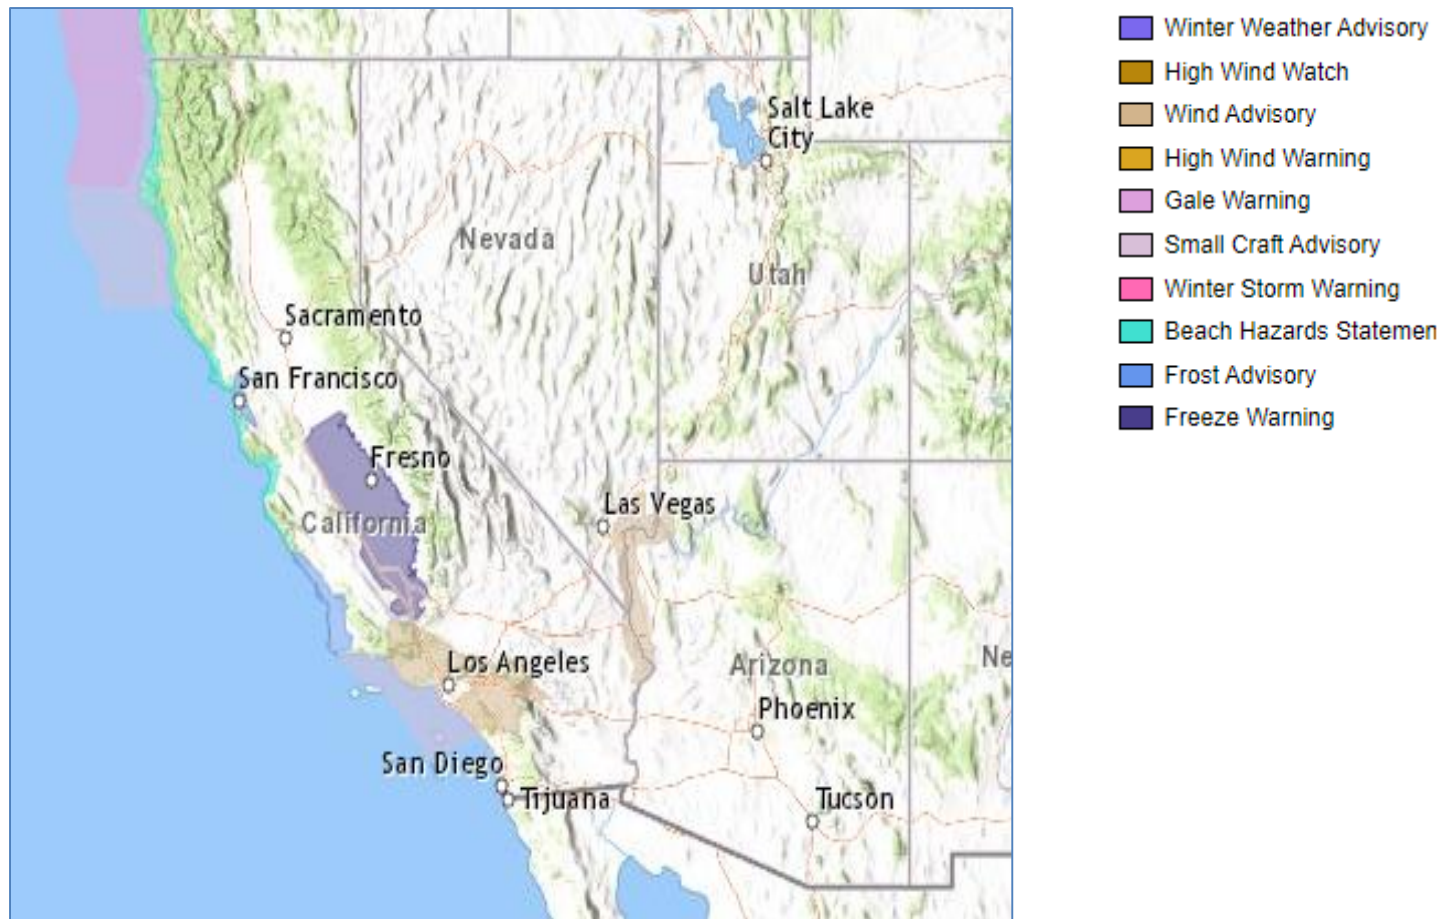 Salt Lake
City
Nevada
Utah
Sacramento
San Francisco
Fresno
Las Vegas
California
Los Angeles
Arizona
Ne
Phoenix
San Diego
Tijuana
Tucson
Winter Weather Advisory
High Wind Watch
Wind Advisory
High Wind Warning
Gale Warning
Small Craft Advisory
Winter Storm Warning
Beach Hazards Statemen
Frost Advisory
Freeze Warning